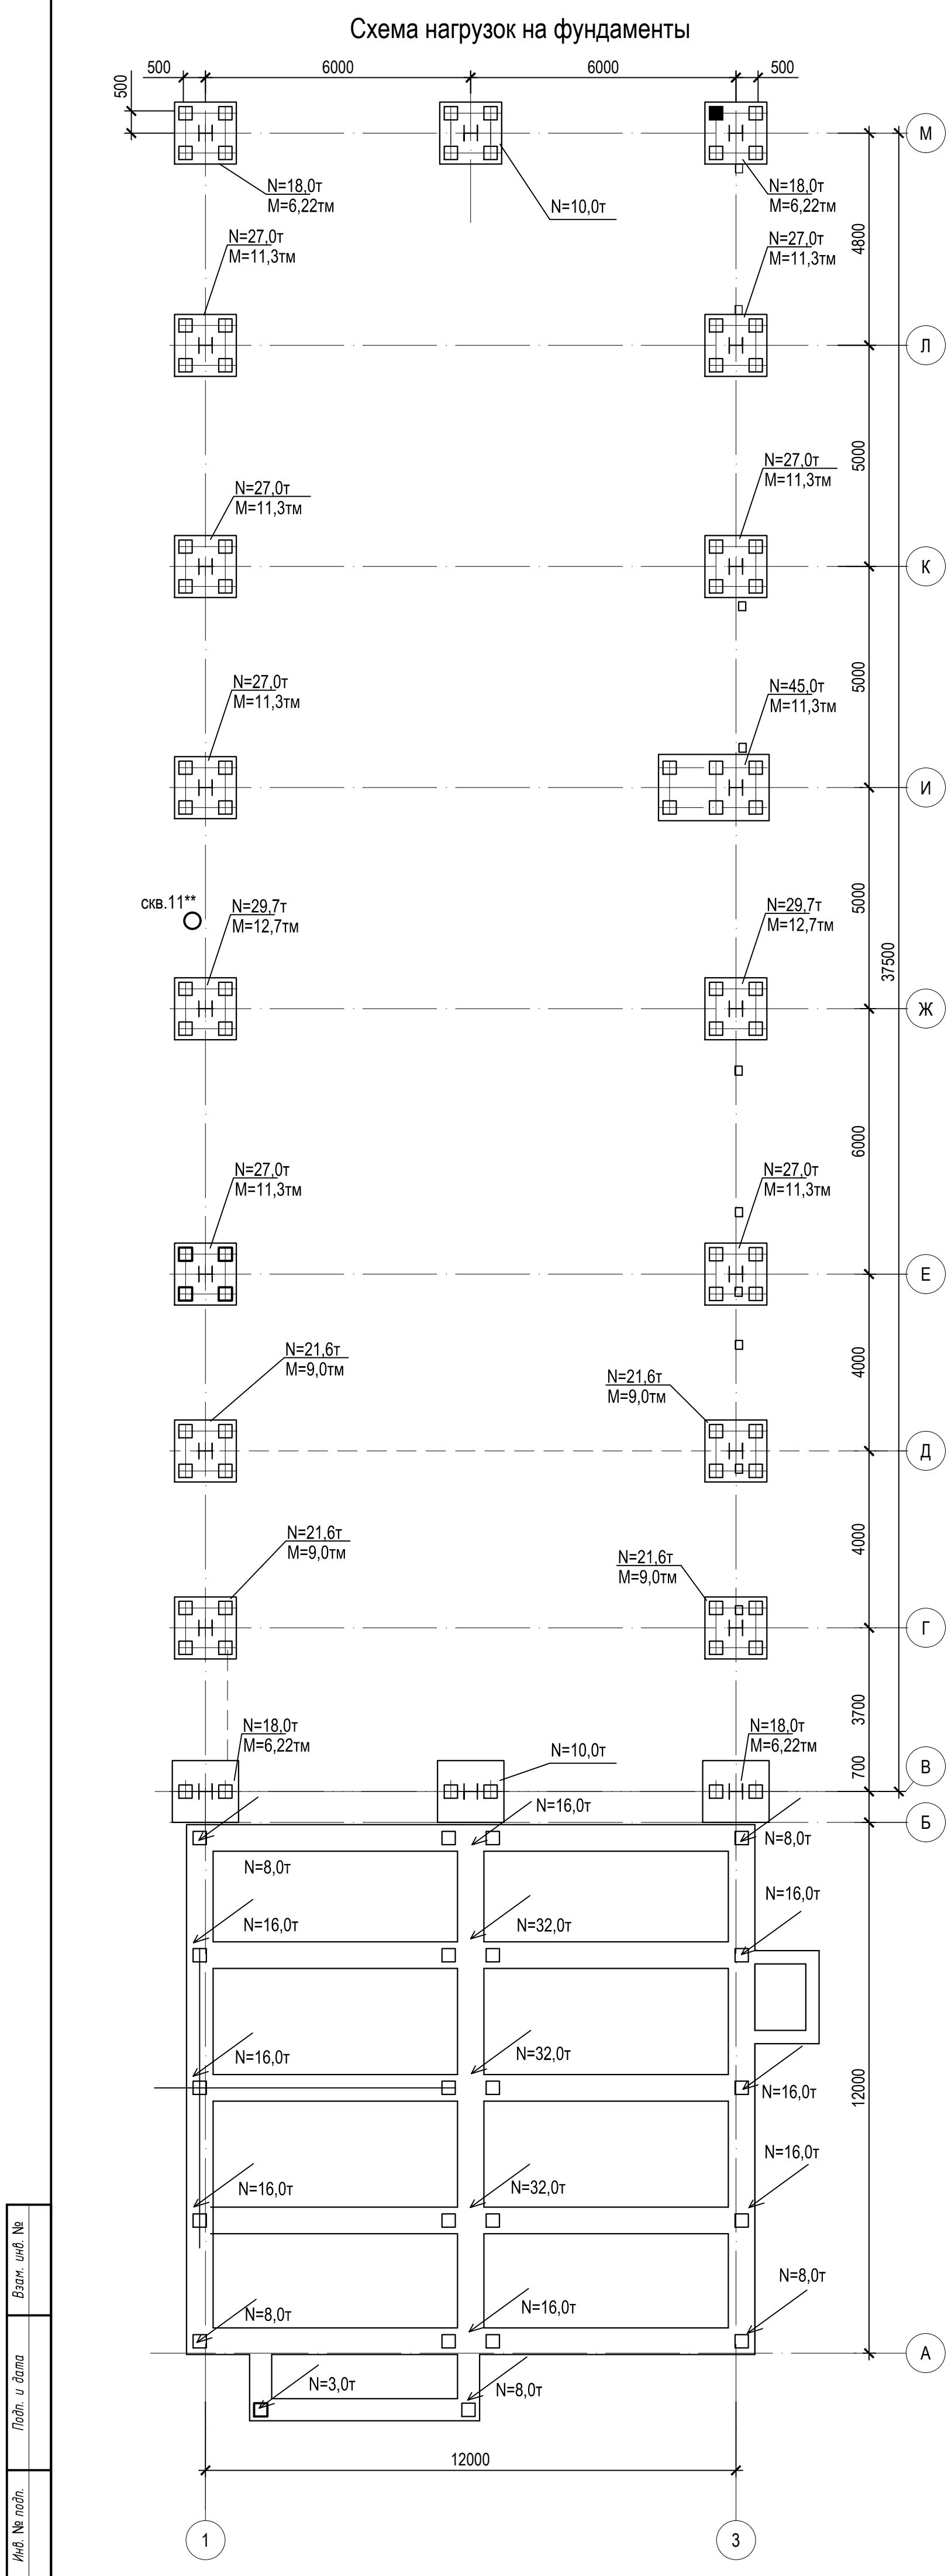 Схема нагрузок на фундаменты
500
6000
6000
500
500
М
N=18,0т
М=6,22тм
N=10,0т
N=18,0т
М=6,22тм
4800
N=27,0т
М=11,3тм
N=27,0т
М=11,3тм
Л
5000
N=27,0т
М=11,3тм
N=27,0т
М=11,3тм
К
5000
N=27,0т
М=11,3тм
N=45,0т
М=11,3тм
И
5000
скв.11**
N=29,7т
М=12,7тм
N=29,7т
М=12,7тм
37500
Ж
6000
N=27,0т
М=11,3тм
N=27,0т
М=11,3тм
Е
4000
N=21,6т
М=9,0тм
N=21,6т
М=9,0тм
Д
4000
N=21,6т
М=9,0тм
N=21,6т
М=9,0тм
Г
3700
N=18,0т
М=6,22тм
N=10,0т
N=18,0т
М=6,22тм
700
В
Б
N=16,0т
N=8,0т
N=8,0т
N=16,0т
N=16,0т
N=32,0т
N=16,0т
N=32,0т
N=16,0т
12000
N=16,0т
N=16,0т
N=32,0т
N=8,0т
N=8,0т
N=16,0т
А
N=3,0т
N=8,0т
12000
1
3
Взам. инв. №
Подп. и дата
Инв. № подп.